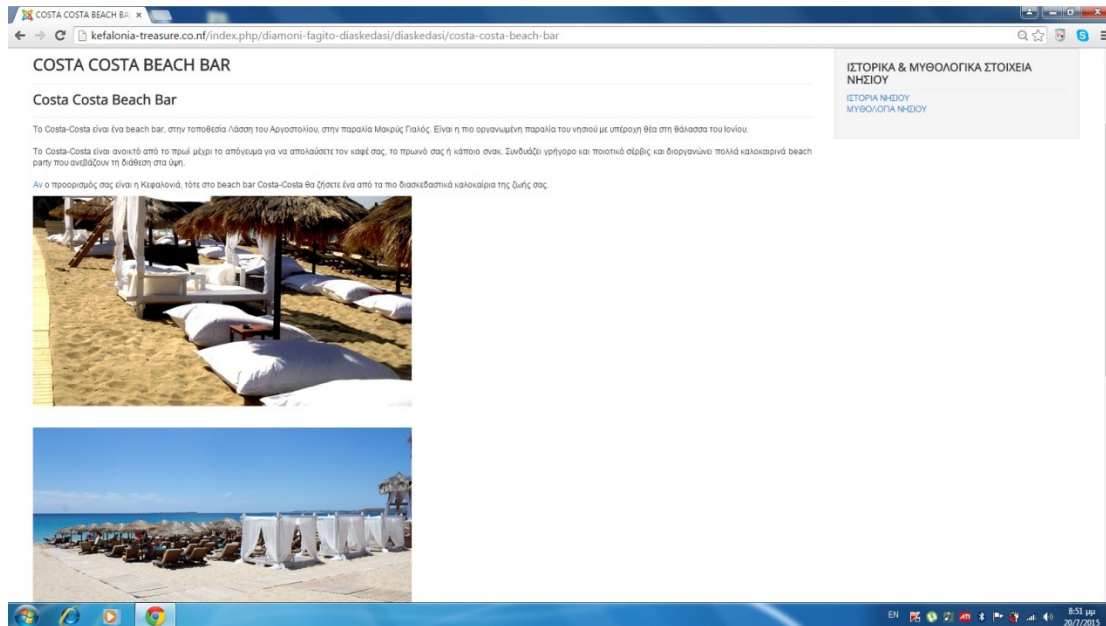 COSTA COSTA BEACH BA
kefalonia-treasure.co.nf/index.php/diamoni-fagito-diaskedasi/diaskedasi/costa-costa-beach-bar
COSTA COSTA BEACH BAR
Costa Costa Beach Bar
Το Costa-Costa είναι ένα beach bar, στην τοποθεσία Λάσση του Αργοστολίου, στην παραλία Μακρύς Γιαλός. Είναι η πιο οργανωμένη παραλία του νησιού με υπέροχη θέα στη θάλασσα του Ιονίου.
Το Costa-Costa είναι ανοικτό από το πρωί μέχρι το απόγευμα για να απολαύσετε τον καφέ σας, το πρωινό σας ή κάποιο σνακ. Συνδυάζει γρήγορο και ποιοτικό σέρβις και διοργανώνει πολλά καλοκαιρινά beach
party που ανεβάζουν τη διάθεση στα ύψη.
Αν ο προορισμός σας είναι η Κεφαλονιά, τότε στο beach bar Costa-Costa θα ζήσετε ένα από τα πιο διασκεδαστικά καλοκαίρια της ζωής σας.
ΙΣΤΟΡΙΚΑ & ΜΥΘΟΛΟΓΙΚΑ ΣΤΟΙΧΕΙΑ
ΝΗΣΙΟΥ
ΙΣΤΟΡΙΑ ΝΗΣΙΟΥ
ΜΥΘΟΛΟΓΙΑ ΝΗΣΙΟΥ
EN
8:51 μμ
20/7/2015